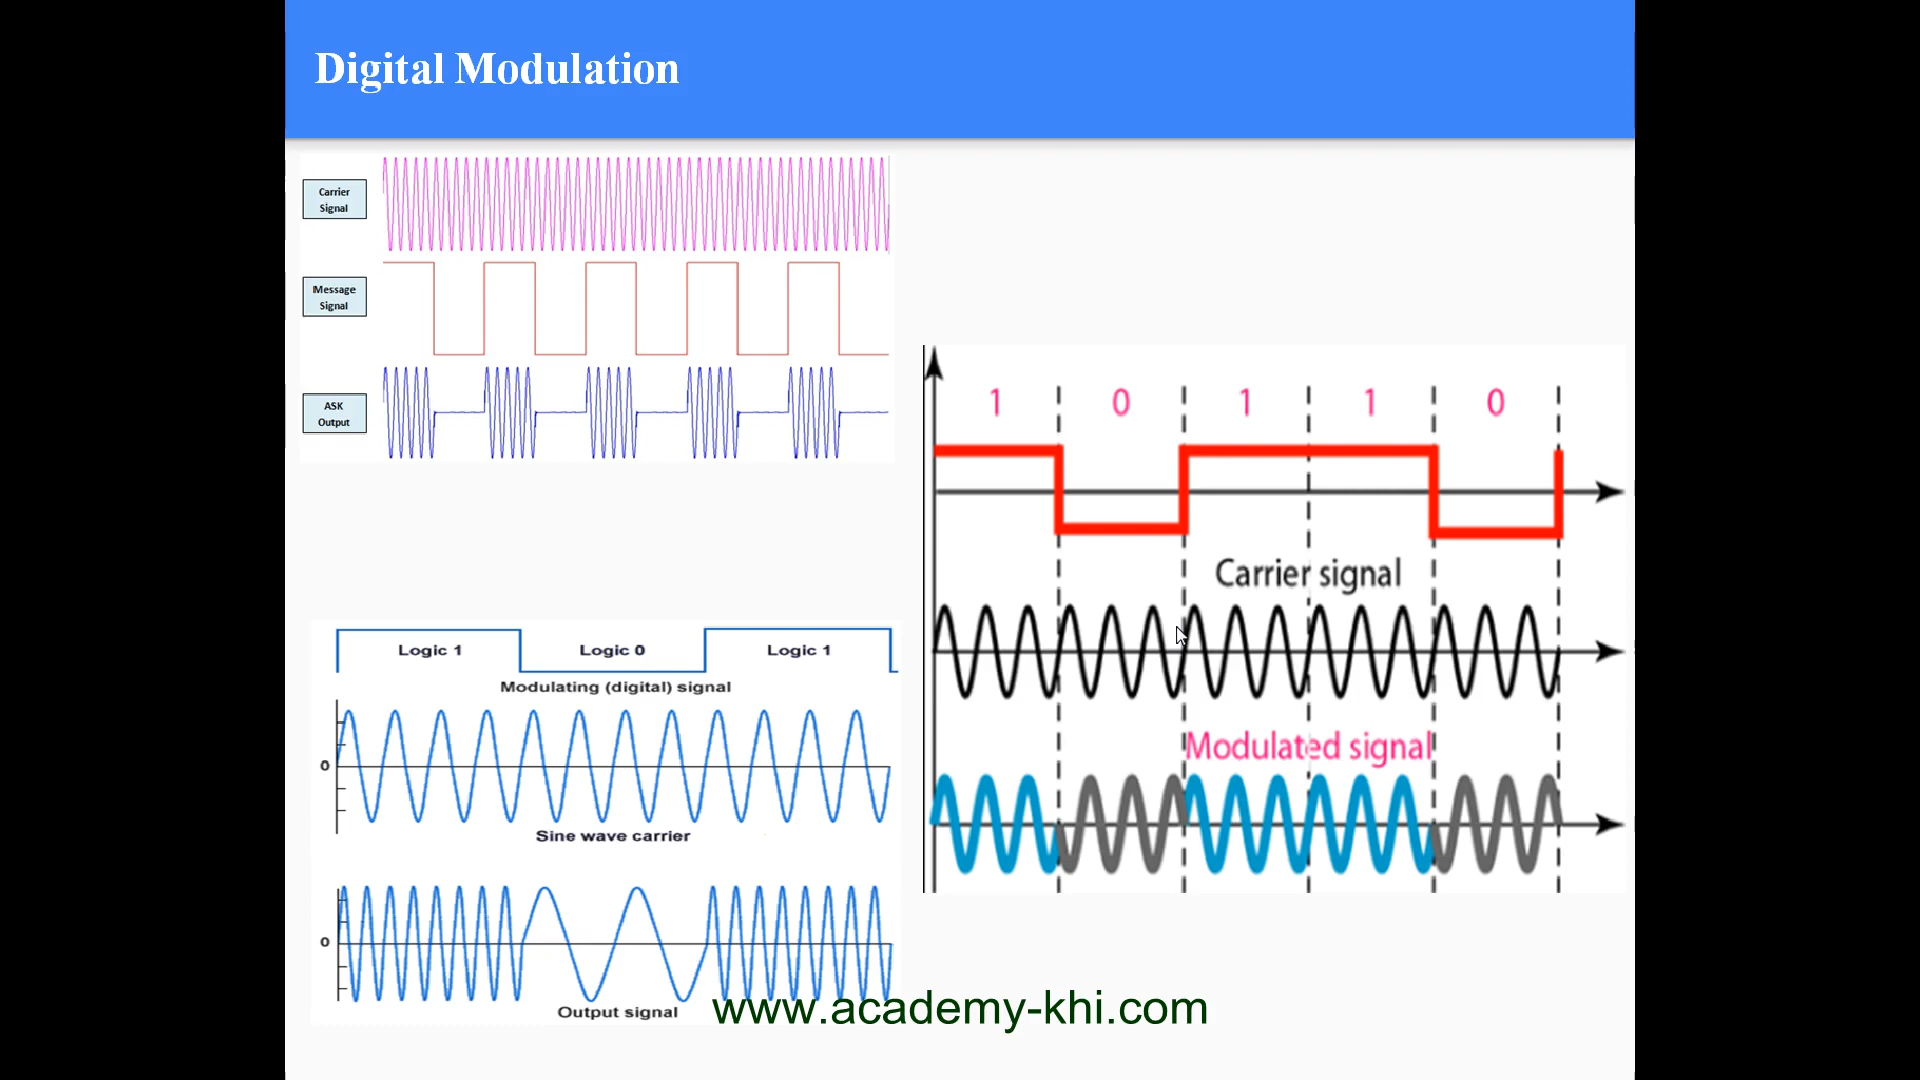 Digital Modulation
Carrier
Signal
Message
Signal
ASK
Output
Logic 1 Logic 0 Logic 1
Modulating (digital) signal
0
Sine wave carrier
0
Output signal
1 0 1 1 0
Carrier signal
Modulated signal
www.academy-khi.com